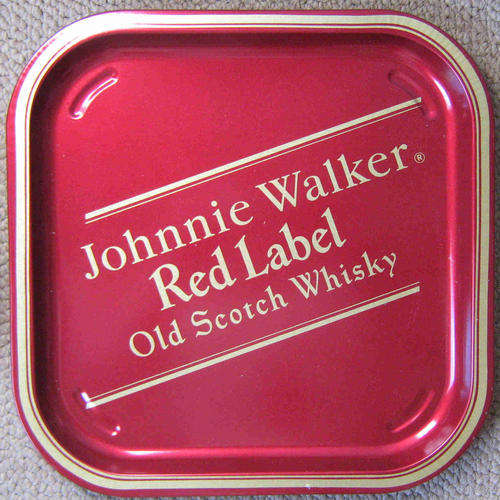 Johnnie Walker®
Red Label
Old Scotch Whisky